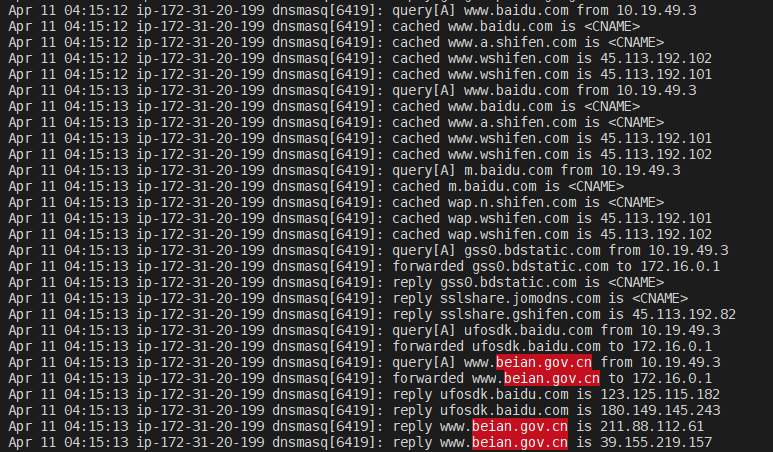 Apr 11 04:15:12 ip-172-31-20-199 dnsmasq[6419]: query[A] www.baidu.com from 10.19.49.3
Apr 11 04:15:12 ip-172-31-20-199 dnsmasq[6419]: cached www.baidu.com is <CNAME>
Apr 11 04:15:12 ip-172-31-20-199 dnsmasq[6419]: cached www.a.shifen.com is <CNAME>
Apr 11 04:15:12 ip-172-31-20-199 dnsmasq[6419]: cached www.wshifen.com is 45.113.192.102
Apr 11 04:15:12 ip-172-31-20-199 dnsmasq[6419]: cached www.wshifen.com is 45.113.192.101
Apr 11 04:15:13 ip-172-31-20-199 dnsmasq[6419]: query[A] www.baidu.com from 10.19.49.3
Apr 11 04:15:13 ip-172-31-20-199 dnsmasq[6419]: cached www.baidu.com is <CNAME>
Apr 11 04:15:13 ip-172-31-20-199 dnsmasq[6419]: cached www.a.shifen.com is <CNAME>
Apr 11 04:15:13 ip-172-31-20-199 dnsmasq[6419]: cached www.wshifen.com is 45.113.192.101
Apr 11 04:15:13 ip-172-31-20-199 dnsmasq[6419]: cached www.wshifen.com is 45.113.192.102
Apr 11 04:15:13 ip-172-31-20-199 dnsmasq[6419]: query[A] m.baidu.com from 10.19.49.3
Apr 11 04:15:13 ip-172-31-20-199 dnsmasq[6419]: cached m.baidu.com is <CNAME>
Apr 11 04:15:13 ip-172-31-20-199 dnsmasq[6419]: cached wap.n.shifen.com is <CNAME>
Apr 11 04:15:13 ip-172-31-20-199 dnsmasq[6419]: cached wap.wshifen.com is 45.113.192.101
Apr 11 04:15:13 ip-172-31-20-199 dnsmasq[6419]: cached wap.wshifen.com is 45.113.192.102
Apr 11 04:15:13 ip-172-31-20-199 dnsmasq[6419]: query[A] gss0.bdstatic.com from 10.19.49.3
Apr 11 04:15:13 ip-172-31-20-199 dnsmasq[6419]: forwarded gss0.bdstatic.com to 172.16.0.1
Apr 11 04:15:13 ip-172-31-20-199 dnsmasq[6419]: reply gss0.bdstatic.com is <CNAME>
Apr 11 04:15:13 ip-172-31-20-199 dnsmasq[6419]: reply sslshare.jomodns.com is <CNAME>
Apr 11 04:15:13 ip-172-31-20-199 dnsmasq[6419]: reply sslshare.gshifen.com is 45.113.192.82
Apr 11 04:15:13 ip-172-31-20-199 dnsmasq[6419]: query[A] ufosdk.baidu.com from 10.19.49.3
Apr 11 04:15:13 ip-172-31-20-199 dnsmasq[6419]: forwarded ufosdk.baidu.com to 172.16.0.1
Apr 11 04:15:13 ip-172-31-20-199 dnsmasq[6419]: query[A] www.beian.gov.cn from 10.19.49.3
Apr 11 04:15:13 ip-172-31-20-199 dnsmasq[6419]: forwarded www.beian.gov.cn to 172.16.0.1
Apr 11 04:15:13 ip-172-31-20-199 dnsmasq[6419]: reply ufosdk.baidu.com is 123.125.115.182
Apr 11 04:15:13 ip-172-31-20-199 dnsmasq[6419]: reply ufosdk.baidu.com is 180.149.145.243
Apr 11 04:15:13 ip-172-31-20-199 dnsmasq[6419]: reply www.beian.gov.cn is 211.88.112.61
Apr 11 04:15:13 ip-172-31-20-199 dnsmasq[6419]: reply www.beian.gov.cn is 39.155.219.157